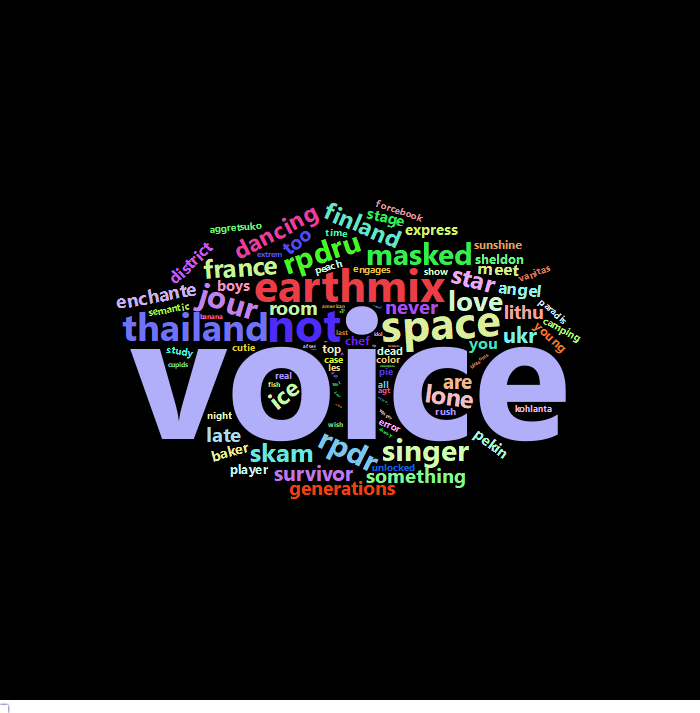 forcebook
aggretsuko
dancing
finland
stage
express
time
too
sunshine
district
extrem
rpdru
masked
sheldon
france
peach
engages
show
meet
vanitas
boys
earthmix
star
angel
enchante
jour
room
american
never
love
lithu
paradis
semantic
banana
not
space
camping
thailand
last
idol
ukr
young
chef
you
study
cutie
after
top
dead
voice
cupids
case
color
les
pie
real
are
fish
ice
all
agt
lone
rush
kohlanta
night
wish
error
late
rpdr
singer
pekin
baker
skam
player
survivor
unlocked
something
generations